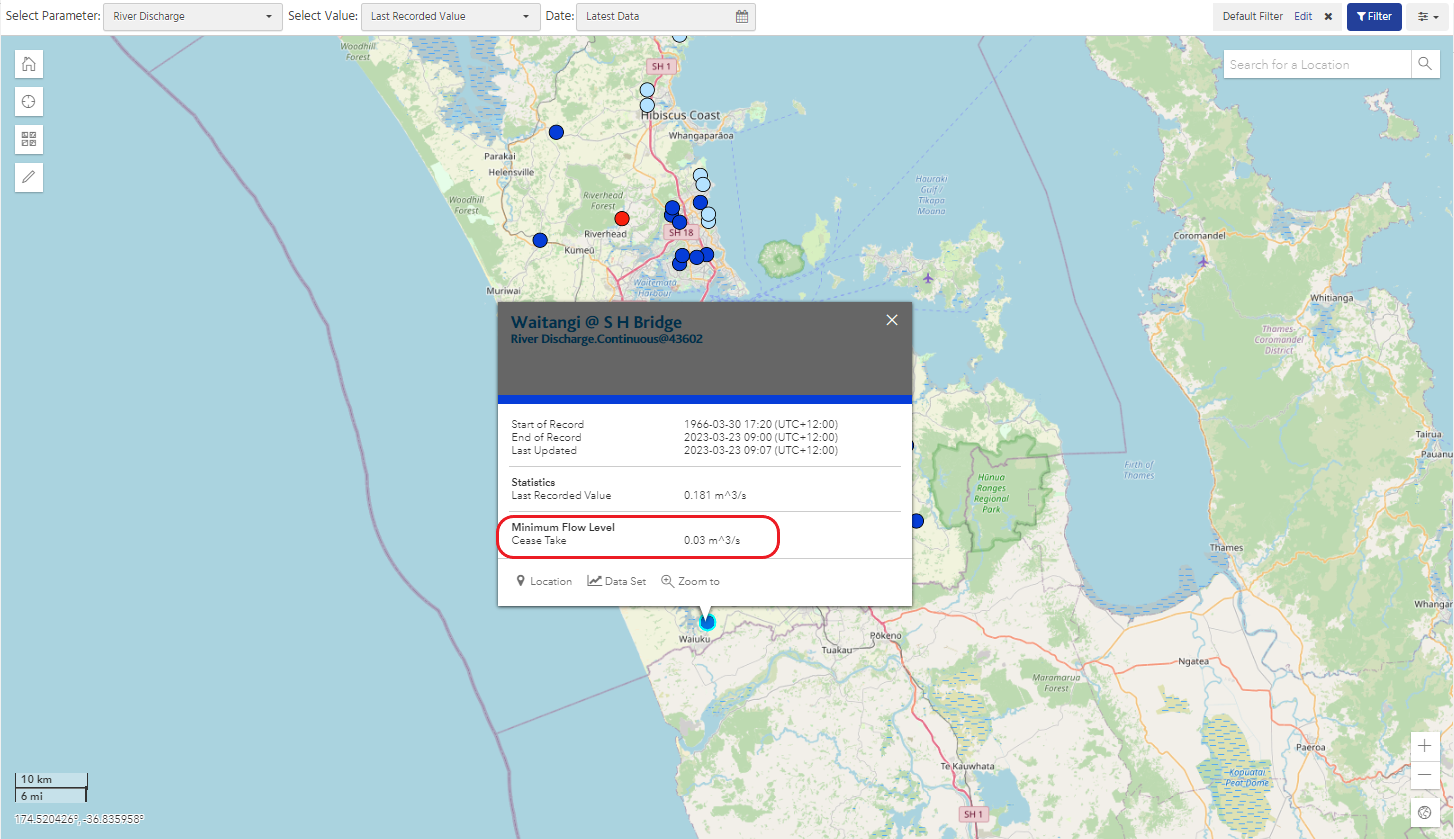 Select Parameter: River Discharge Select Value: Last Recorded Value Date: Latest Data Default Filter Edit ✖ Filter
Search for a Location
Woodhill
Forest
SH 1
Hibiscus Coast
Whangaparāoa
Parakai
Helensville
Hauraki
Gulf /
Tīkapa
Moana
Riverhead
Forest
Woodhill
Forest
Riverhead
SH 18
Kumeū
Coromandel
Waitematā
Harbour
Muriwai
Whitianga
Thames
Coromandel
District
Waitangi @ S H Bridge
River Discharge.Continuous@43602
Start of Record 1966-03-30 17:20 (UTC+12:00)
End of Record 2023-03-23 09:00 (UTC+12:00)
Last Updated 2023-03-23 09:07 (UTC+12:00)
Statistics
Last Recorded Value 0.181 m^3/s
Minimum Flow Level
Cease Take 0.03 m^3/s
Location Data Set Zoom to
Tairua
Pauanu
Firth of
Thames
Hūnua
Ranges
Regional
Park
Thames
Whangar
Waiuku
Pōkeno
Tuakau
Ngatea
Maramarua
Forest
Paeroa
Te Kauwhata
Kopuatai
Peat Dome
SH 1
10 km
6 mi
174.520426°, -36.835958°